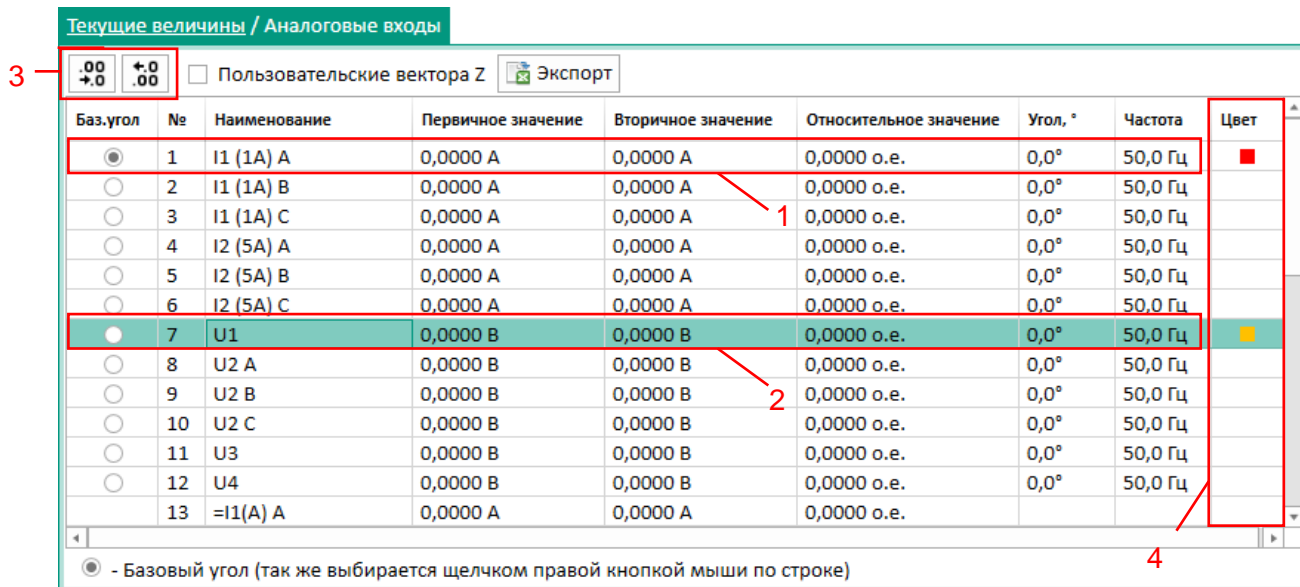 Текущие величины / Аналоговые входы
3 .00 →.0 ←.0 .00 Пользовательские вектора Z Экспорт
Баз.угол № Наименование Первичное значение Вторичное значение Относительное значение Угол, ° Частота Цвет
1 I1 (1А) А 0,0000 А 0,0000 А 0,0000 о.е. 0,0° 50,0 Гц
2 I1 (1А) В 0,0000 А 0,0000 А 0,0000 о.е. 0,0° 50,0 Гц
3 I1 (1А) С 0,0000 А 0,0000 А 0,0000 о.е. 0,0° 50,0 Гц
1
4 I2 (5А) А 0,0000 А 0,0000 А 0,0000 о.е. 0,0° 50,0 Гц
5 I2 (5А) В 0,0000 А 0,0000 А 0,0000 о.е. 0,0° 50,0 Гц
6 I2 (5А) С 0,0000 А 0,0000 А 0,0000 о.е. 0,0° 50,0 Гц
7 U1 0,0000 В 0,0000 В 0,0000 о.е. 0,0° 50,0 Гц
8 U2 А 0,0000 В 0,0000 В 0,0000 о.е. 0,0° 50,0 Гц
9 U2 В 0,0000 В 0,0000 В 0,0000 о.е. 0,0° 50,0 Гц
2
10 U2 С 0,0000 В 0,0000 В 0,0000 о.е. 0,0° 50,0 Гц
11 U3 0,0000 В 0,0000 В 0,0000 о.е. 0,0° 50,0 Гц
12 U4 0,0000 В 0,0000 В 0,0000 о.е. 0,0° 50,0 Гц
13 =I1(А) А 0,0000 А 0,0000 А 0,0000 о.е.
4
- Базовый угол (так же выбирается щелчком правой кнопкой мыши по строке)